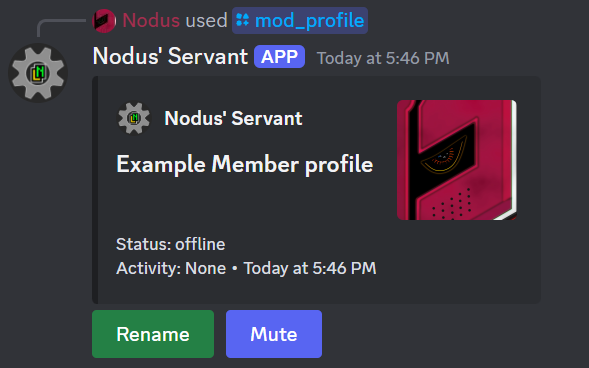 Nodus used mod_profile
Nodus' Servant APP Today at 5:46 PM
Nodus' Servant
Example Member profile
Status: offline
Activity: None • Today at 5:46 PM
Rename Mute